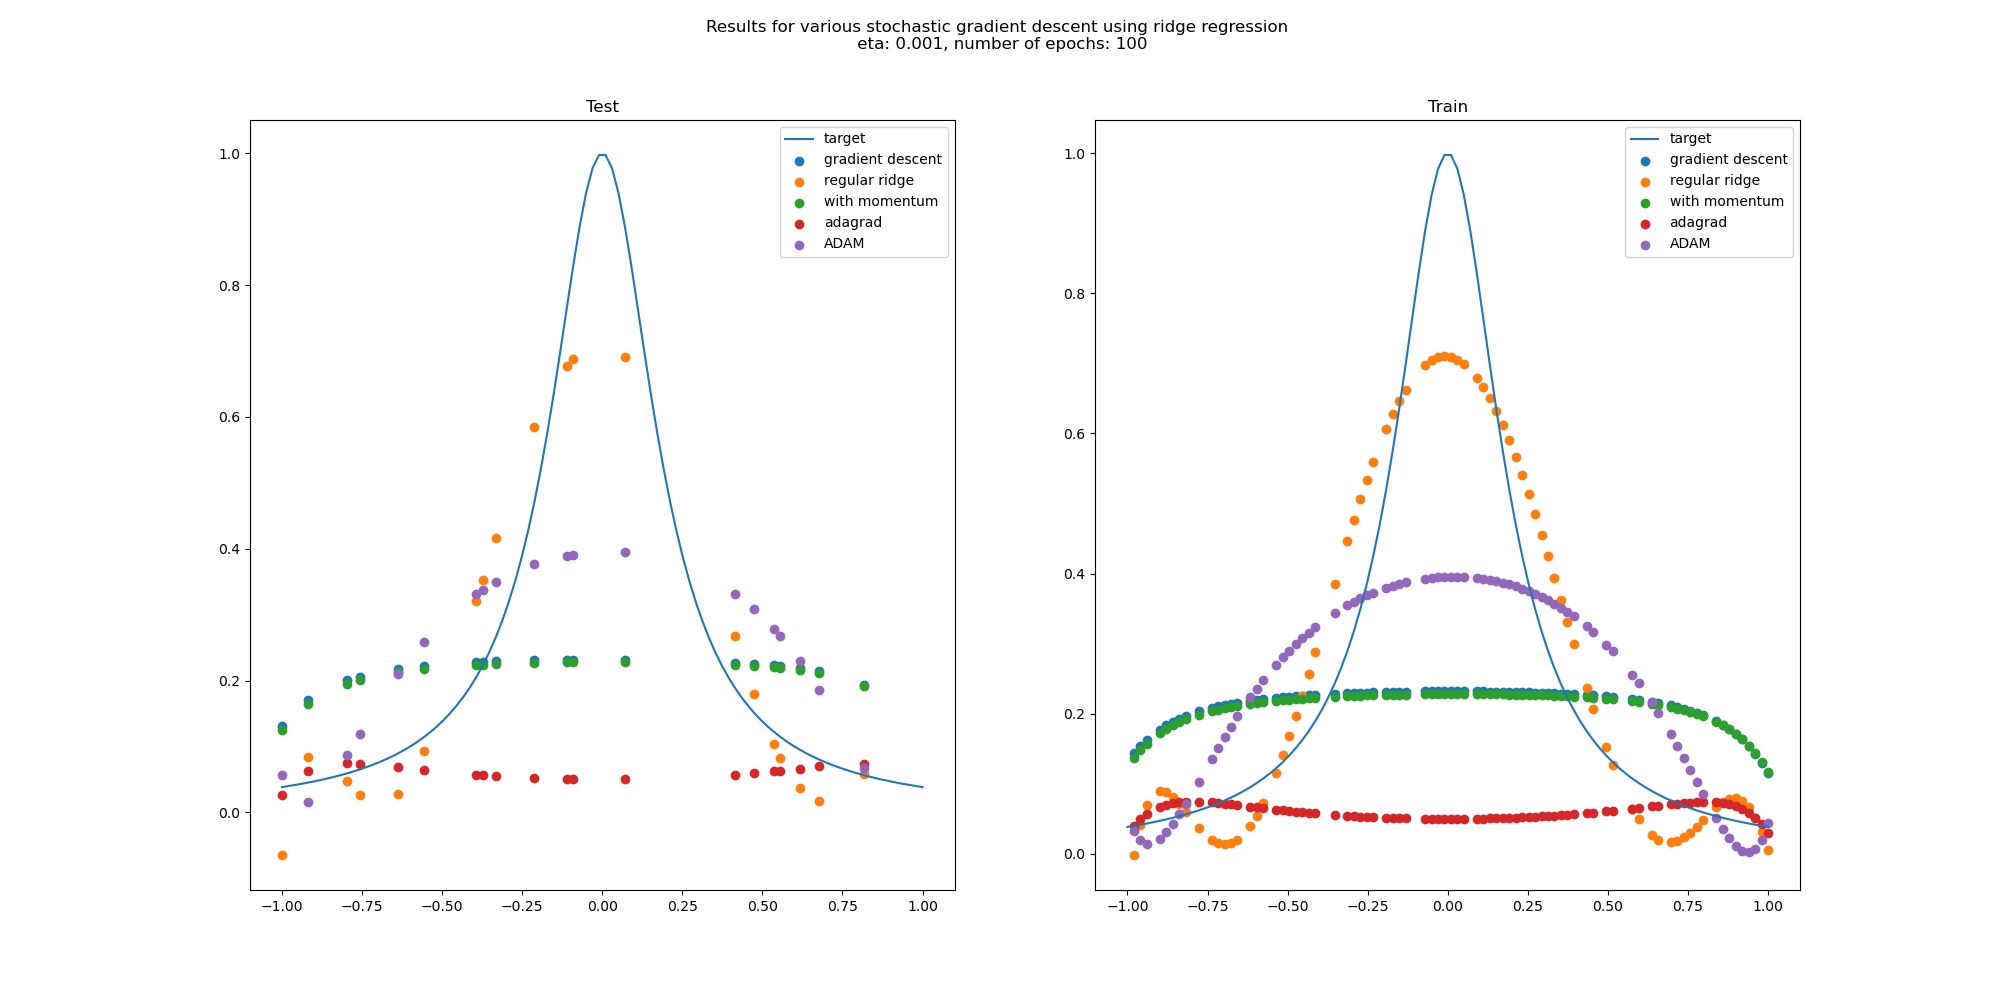 Results for various stochastic gradient descent using ridge regression
eta: 0.001, number of epochs: 100
Test
target
gradient descent
regular ridge
with momentum
adagrad
ADAM
1.0
0.8
0.6
0.4
0.2
0.0
−1.00 −0.75 −0.50 −0.25 0.00 0.25 0.50 0.75 1.00
Train
target
gradient descent
regular ridge
with momentum
adagrad
ADAM
1.0
0.8
0.6
0.4
0.2
0.0
−1.00 −0.75 −0.50 −0.25 0.00 0.25 0.50 0.75 1.00